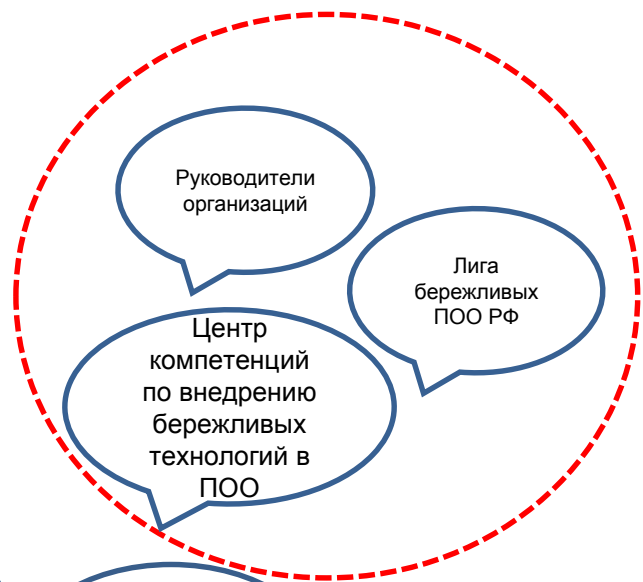 Руководители
организаций
Лига
бережливых
ПОО РФ
Центр
компетенций
по внедрению
бережливых
технологий в
ПОО